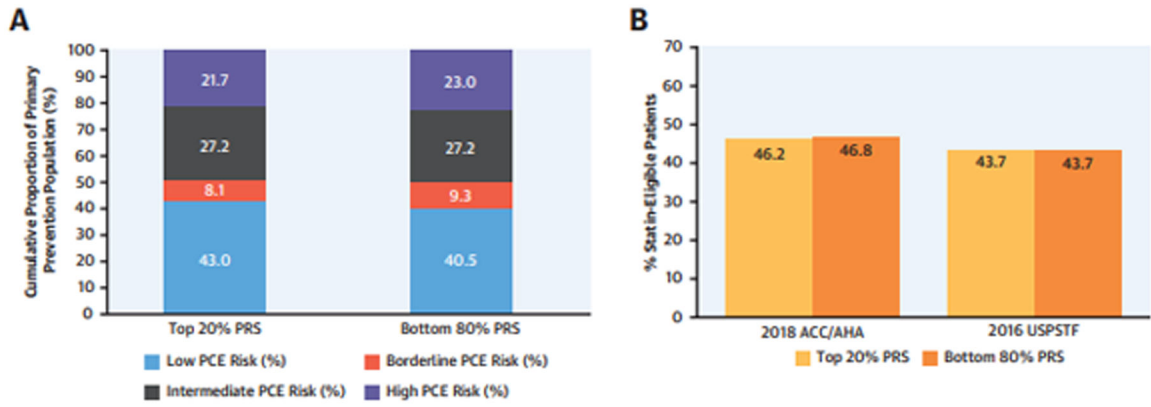 A
Cumulative Proportion of Primary
Prevention Population (%)
100
90
80
70
60
50
40
30
20
10
0
21.7
27.2
8.1
43.0
23.0
27.2
9.3
40.5
Top 20% PRS
Bottom 80% PRS
Low PCE Risk (%)
Borderline PCE Risk (%)
Intermediate PCE Risk (%)
High PCE Risk (%)
B
% Statin-Eligible Patients
70
60
50
40
30
20
10
0
46.2
46.8
43.7
43.7
2018 ACC/AHA
2016 USPSTF
Top 20% PRS
Bottom 80% PRS